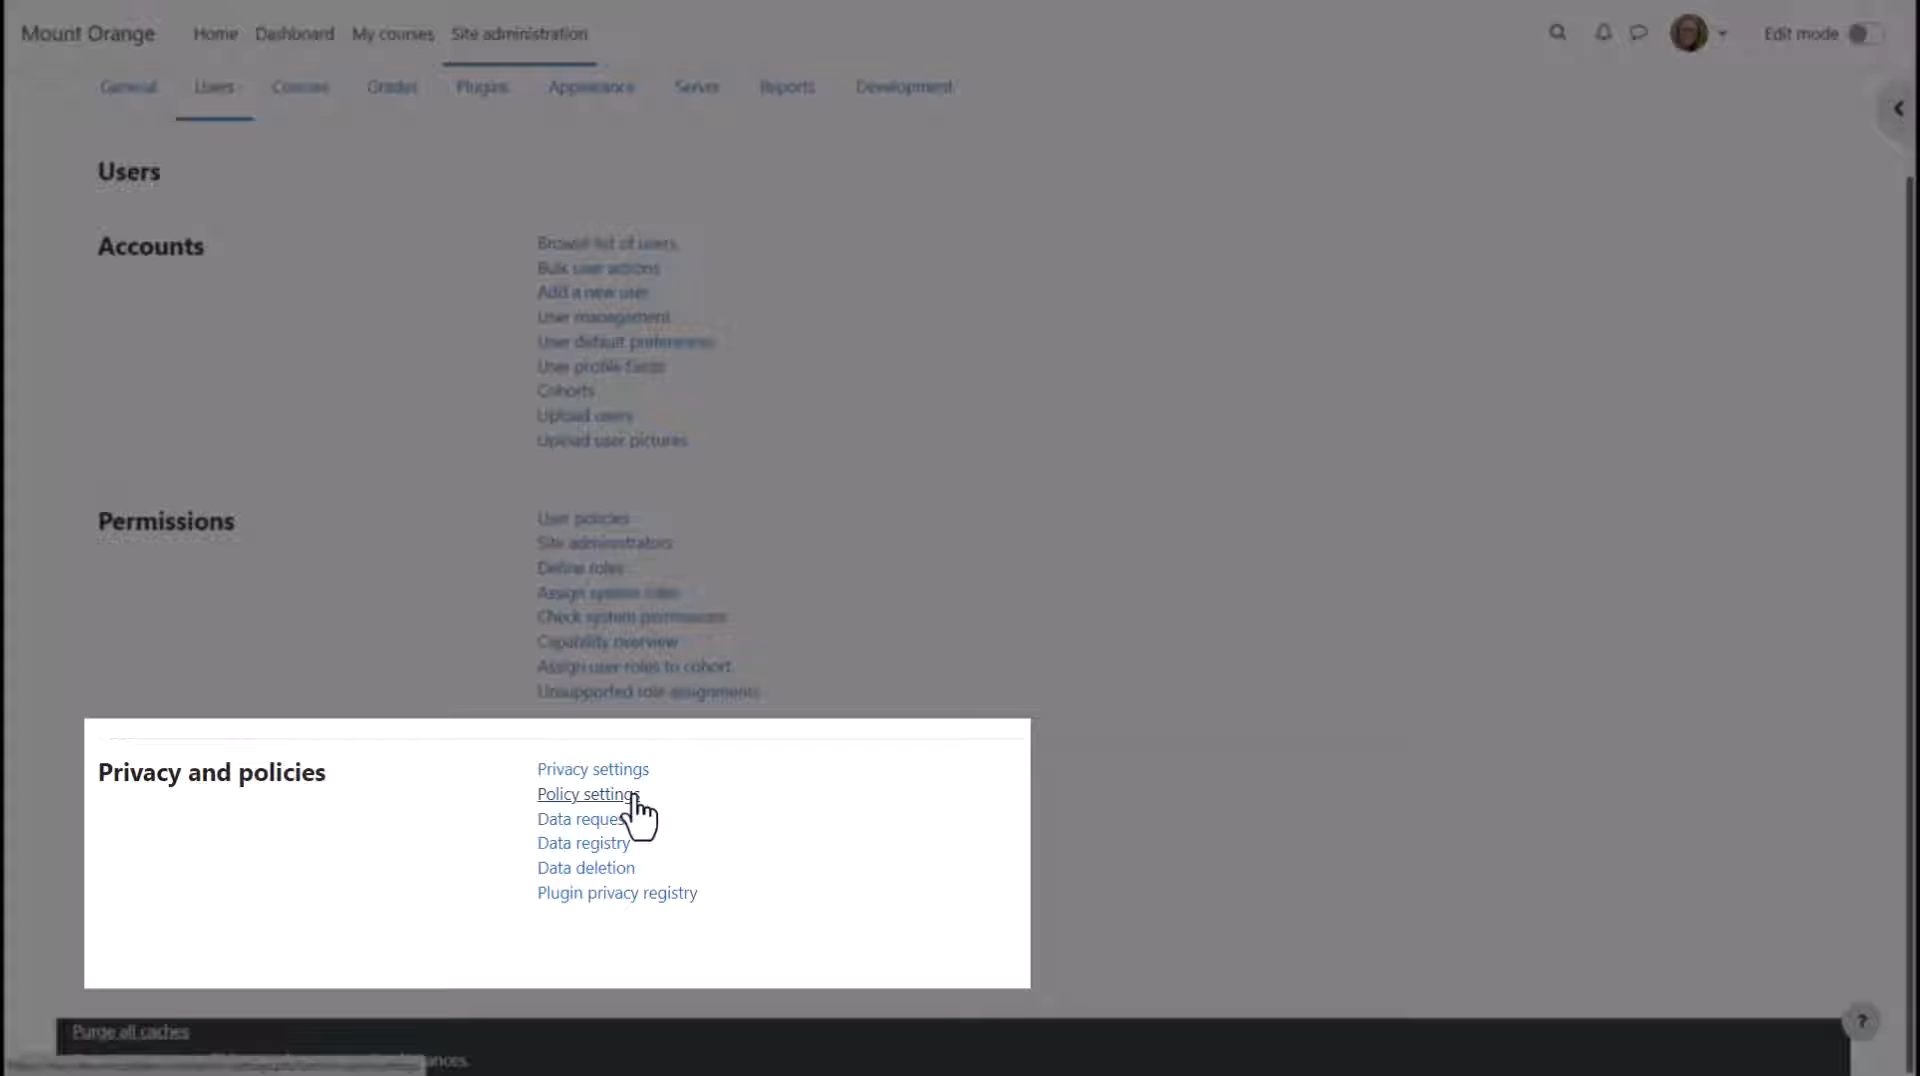 Mount Orange Home Dashboard My courses Site administration Edit mode
General Users Courses Grades Plugins Appearance Server Reports Development
Users
Accounts
Browse list of users
Bulk user actions
Add a new user
User management
User default preferences
User profile fields
Cohorts
Upload users
Upload user pictures
Permissions
User policies
Site administrators
Define roles
Assign system roles
Check system permissions
Capability overview
Assign user roles to cohort
Unsupported role assignments
Privacy and policies
Privacy settings
Policy settings
Data reques
Data registry
Data deletion
Plugin privacy registry
Purge all caches
?